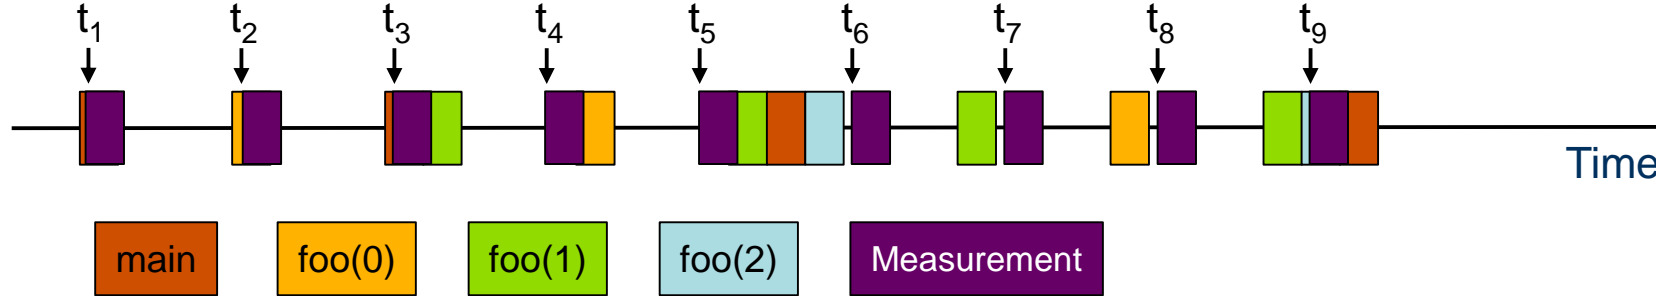 t1 t2 t3 t4 t5 t6 t7 t8 t9
Time
main foo(0) foo(1) foo(2) Measurement